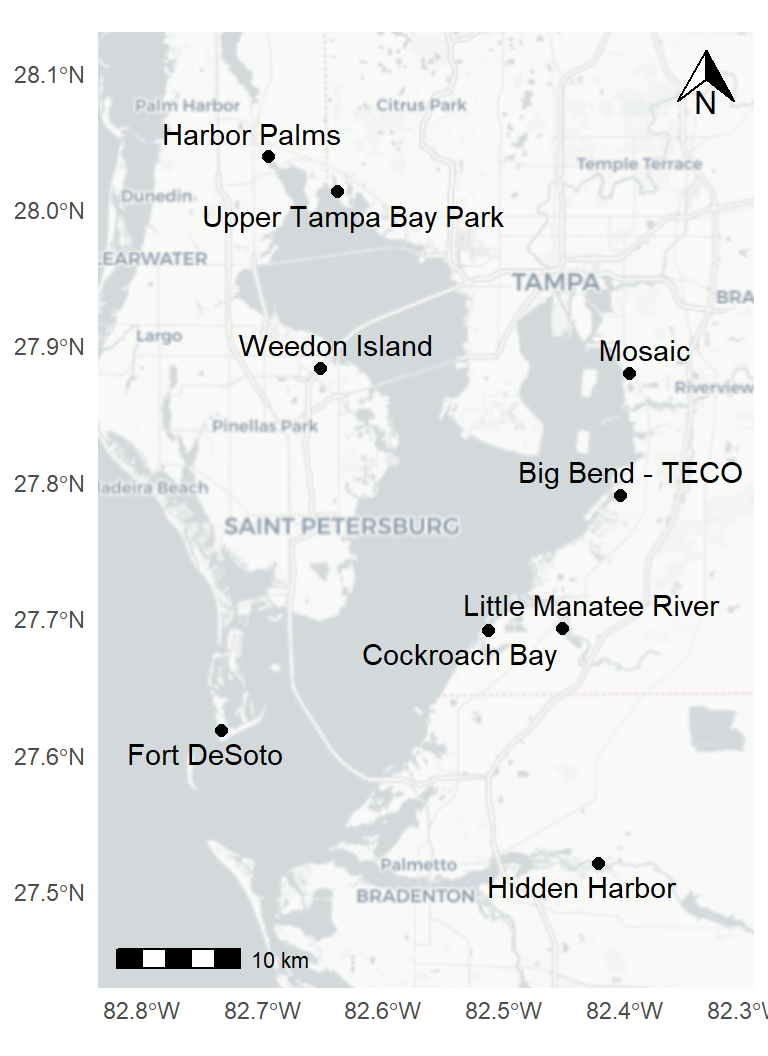 28.1°N
N
Palm Harbor
Citrus Park
Harbor Palms
Temple Terrace
Dunedin
28.0°N
Upper Tampa Bay Park
LEARWATER
TAMPA
BRA
Largo
27.9°N
Weedon Island
Mosaic
Riverview
Pinellas Park
Big Bend - TECO
27.8°N
adeira Beach
SAINT PETERSBURG
Little Manatee River
27.7°N
Cockroach Bay
Fort DeSoto
27.6°N
Palmetto
27.5°N
Hidden Harbor
BRADENTON
10 km
82.8°W 82.7°W 82.6°W 82.5°W 82.4°W 82.3°W